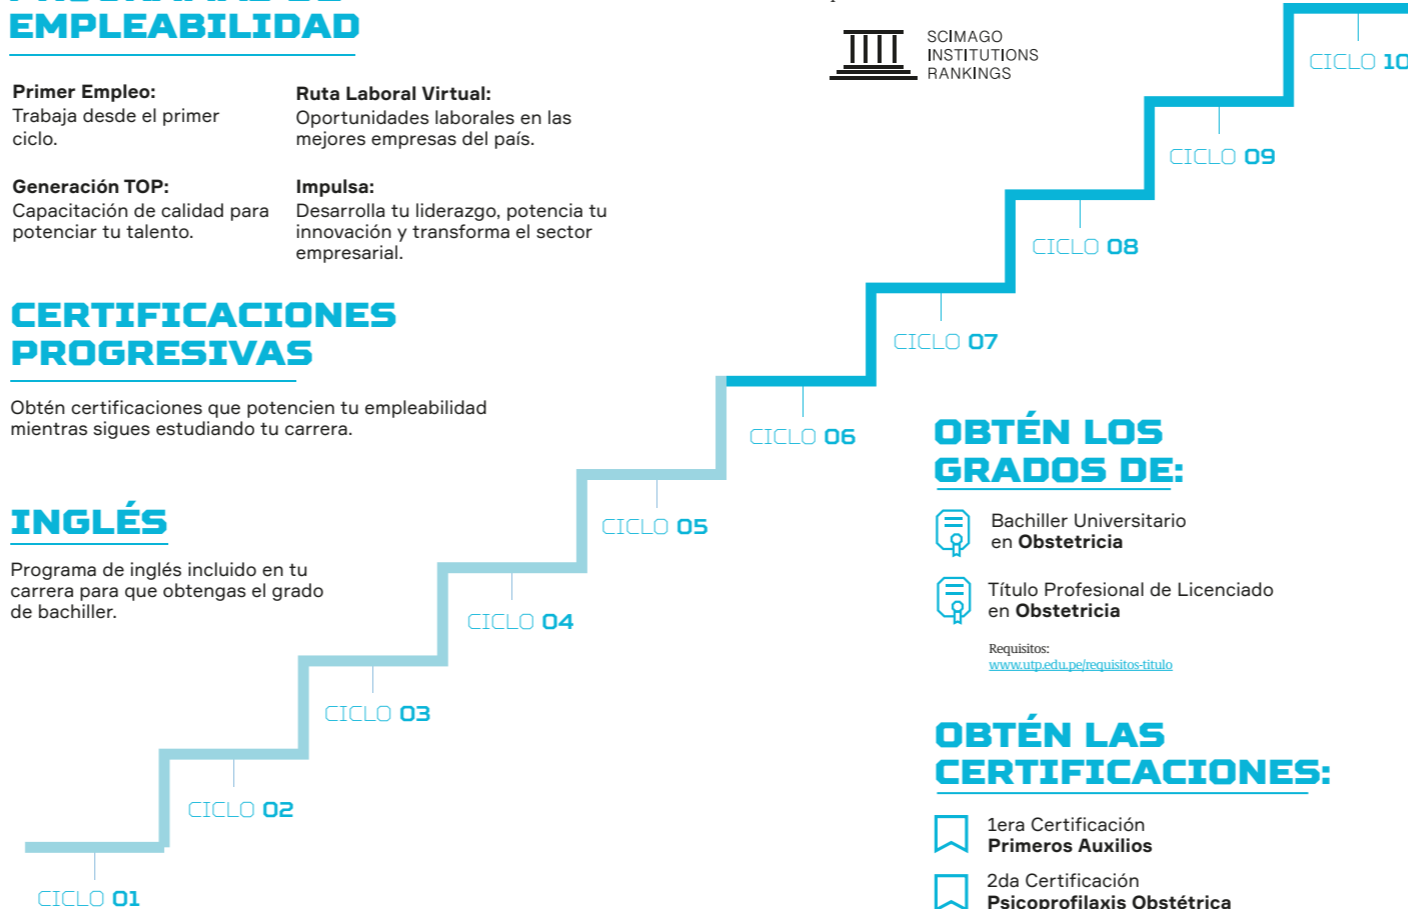 EMPLEABILIDAD
Primer Empleo:
Trabaja desde el primer
ciclo.
Ruta Laboral Virtual:
Oportunidades laborales en las
mejores empresas del país.
Generación TOP:
Capacitación de calidad para
potenciar tu talento.
Impulsa:
Desarrolla tu liderazgo, potencia tu
innovación y transforma el sector
empresarial.
CERTIFICACIONES
PROGRESIVAS
Obtén certificaciones que potencien tu empleabilidad
mientras sigues estudiando tu carrera.
INGLÉS
Programa de inglés incluido en tu
carrera para que obtengas el grado
de bachiller.
SCIMAGO
INSTITUTIONS
RANKINGS
CICLO 10
CICLO 09
CICLO 08
CICLO 07
CICLO 06
CICLO 05
CICLO 04
CICLO 03
CICLO 02
CICLO 01
OBTÉN LOS
GRADOS DE:
Bachiller Universitario
en Obstetricia
Título Profesional de Licenciado
en Obstetricia
Requisitos:
www.utp.edu.pe/requisitos-titulo
OBTÉN LAS
CERTIFICACIONES:
1era Certificación
Primeros Auxilios
2da Certificación
Psicoprofilaxis Obstétrica